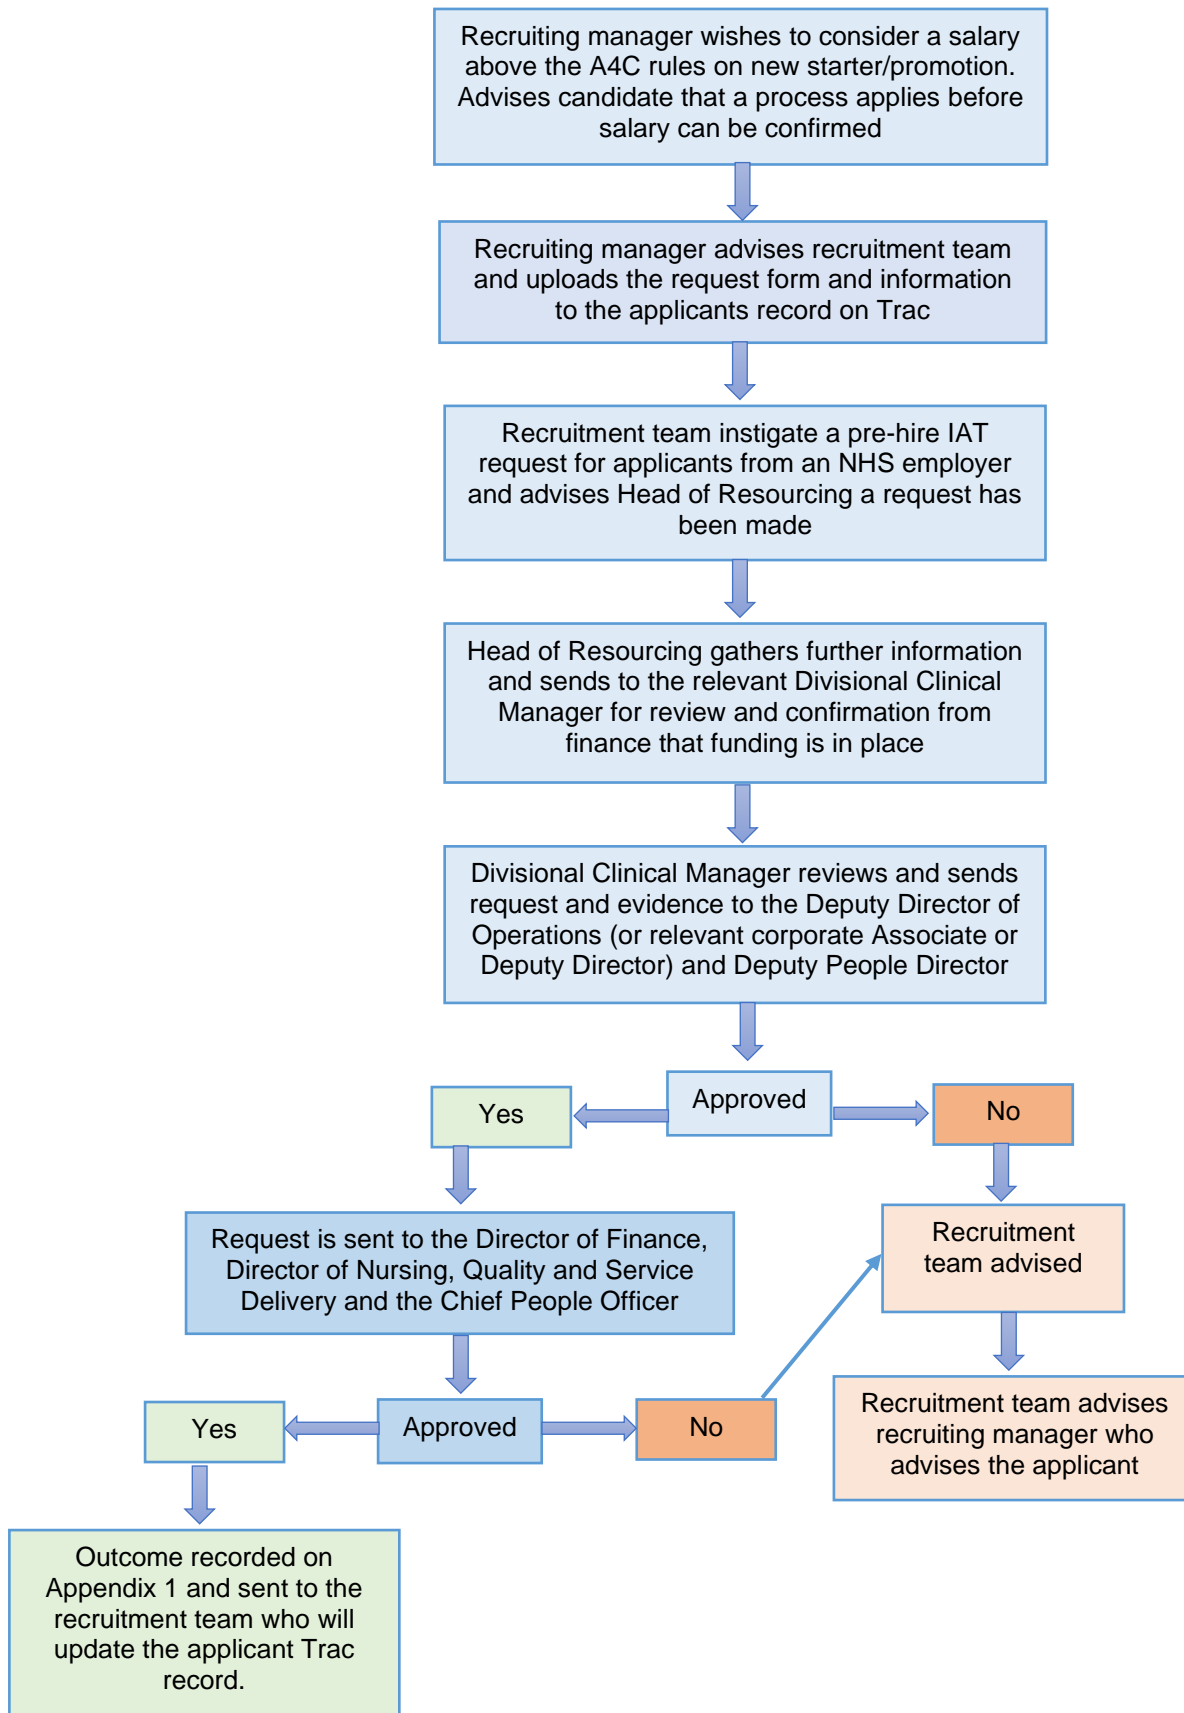 Recruiting manager wishes to consider a salary
above the A4C rules on new starter/promotion.
Advises candidate that a process applies before
salary can be confirmed
Recruiting manager advises recruitment team
and uploads the request form and information
to the applicants record on Trac
Recruitment team instigate a pre-hire IAT
request for applicants from an NHS employer
and advises Head of Resourcing a request has
been made
Head of Resourcing gathers further information
and sends to the relevant Divisional Clinical
Manager for review and confirmation from
finance that funding is in place
Divisional Clinical Manager reviews and sends
request and evidence to the Deputy Director of
Operations (or relevant corporate Associate or
Deputy Director) and Deputy People Director
Yes
Approved
No
Request is sent to the Director of Finance,
Director of Nursing, Quality and Service
Delivery and the Chief People Officer
Recruitment
team advised
Yes
Approved
No
Recruitment team advises
recruiting manager who
advises the applicant
Outcome recorded on
Appendix 1 and sent to the
recruitment team who will
update the applicant Trac
record.